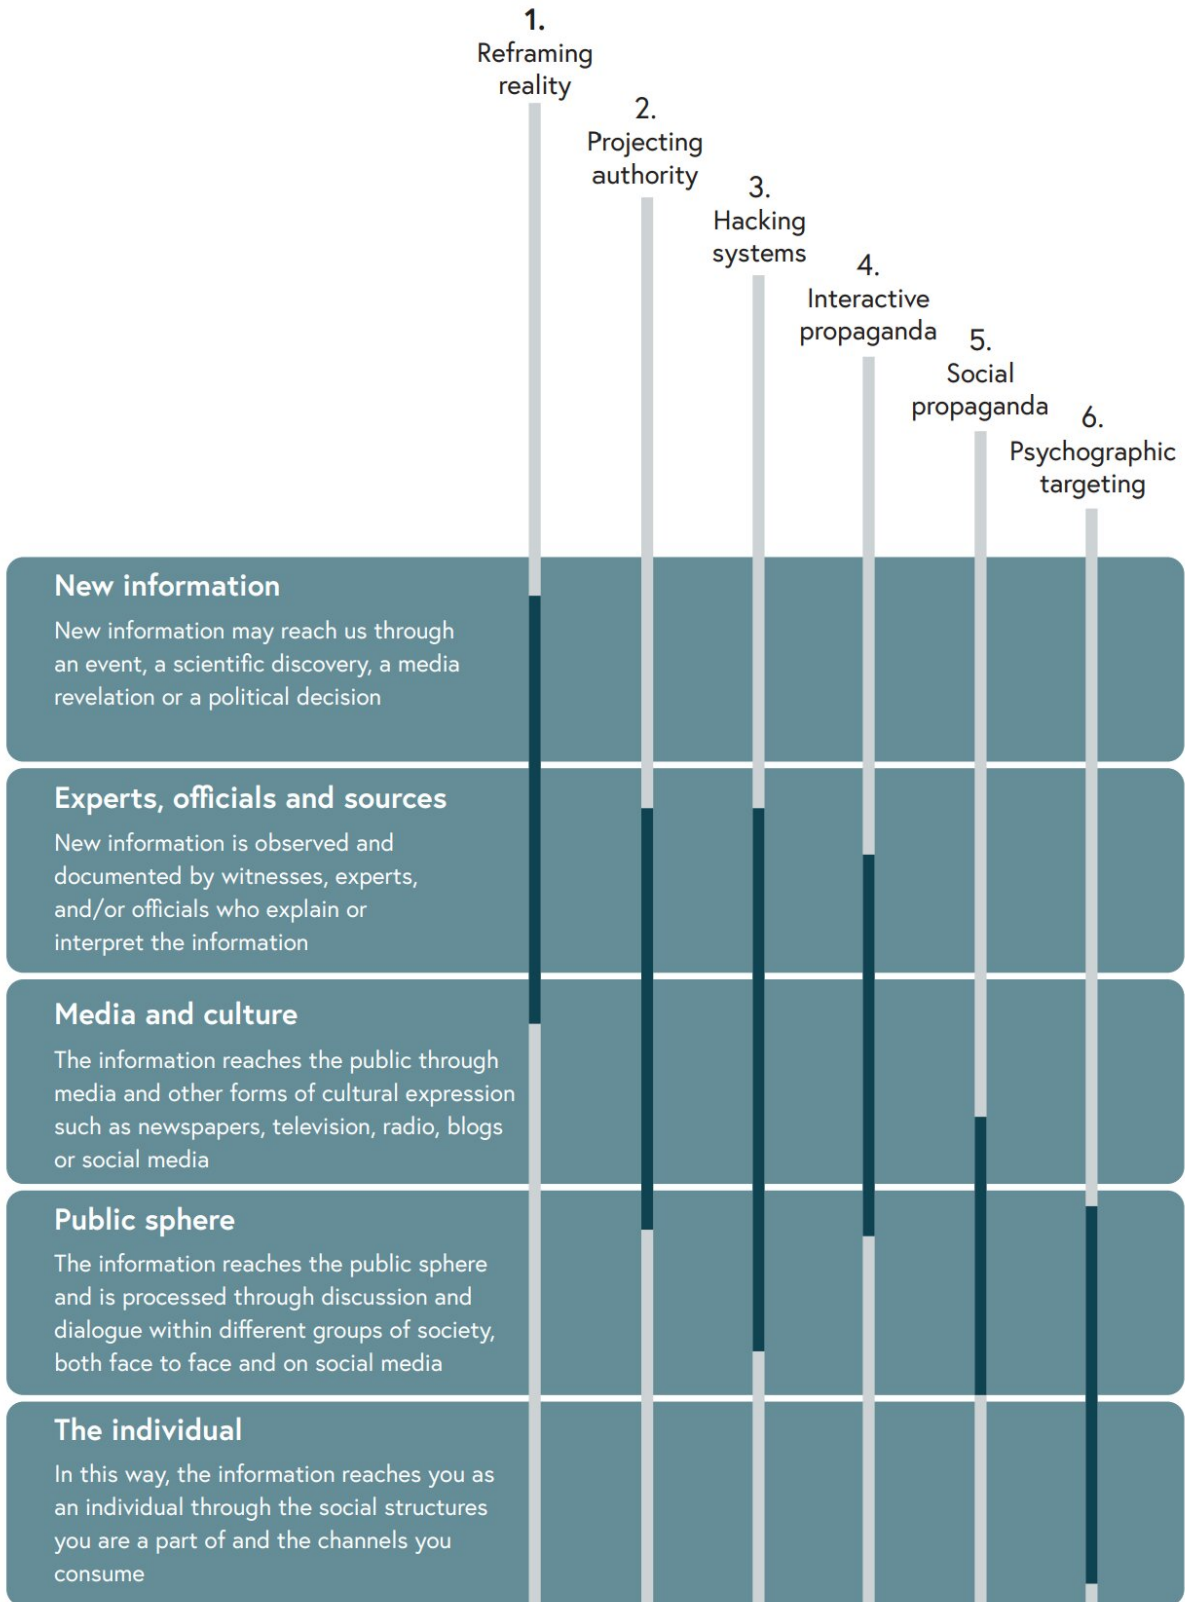 1.
Reframing
reality
2.
Projecting
authority
3.
Hacking
systems
4.
Interactive
propaganda
5.
Social
propaganda
6.
Psychographic
targeting
New information
New information may reach us through
an event, a scientific discovery, a media
revelation or a political decision
Experts, officials and sources
New information is observed and
documented by witnesses, experts,
and/or officials who explain or
interpret the information
Media and culture
The information reaches the public through
media and other forms of cultural expression
such as newspapers, television, radio, blogs
or social media
Public sphere
The information reaches the public sphere
and is processed through discussion and
dialogue within different groups of society,
both face to face and on social media
The individual
In this way, the information reaches you as
an individual through the social structures
you are a part of and the channels you
consume